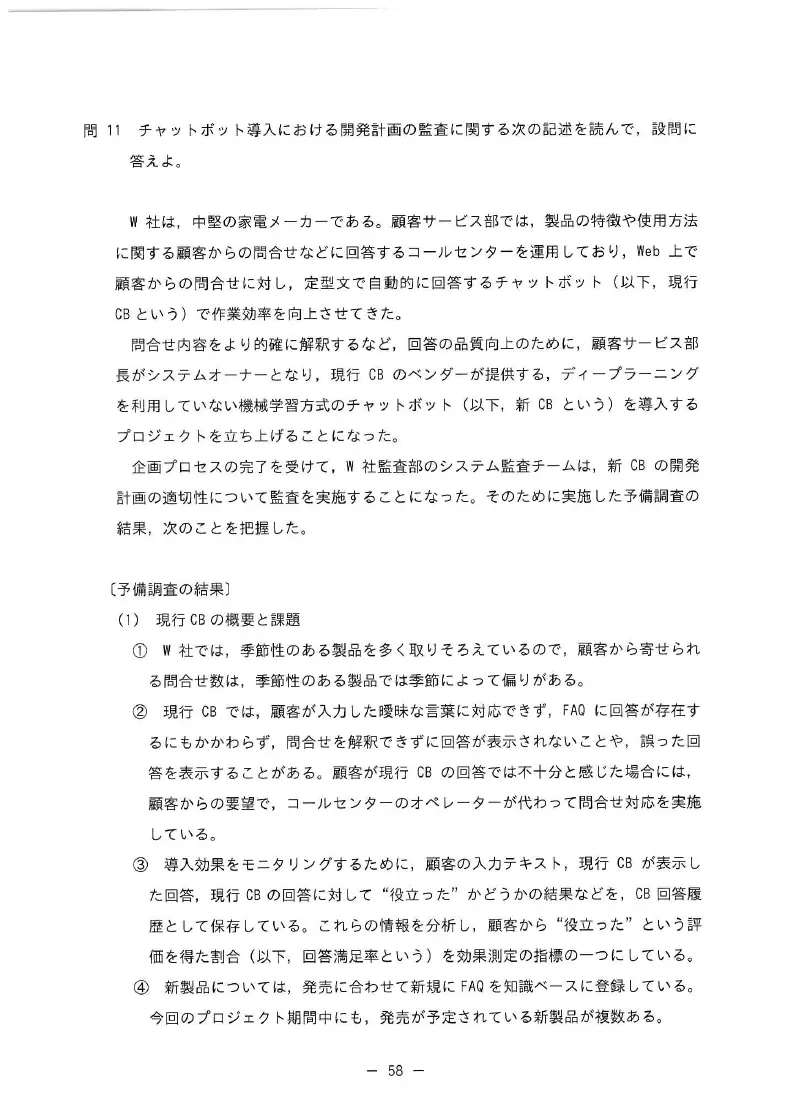 問 11 チャットボット導入における開発計画の監査に関する次の記述を読んで，設問に
答えよ。
W 社は，中堅の家電メーカーである。顧客サービス部では，製品の特徴や使用方法
に関する顧客からの問合せなどに回答するコールセンターを運用しており，Web 上で
顧客からの問合せに対し，定型文で自動的に回答するチャットボット（以下，現行
CB という）で作業効率を向上させてきた。
問合せ内容をより的確に解釈するなど，回答の品質向上のために，顧客サービス部
長がシステムオーナーとなり，現行 CB のベンダーが提供する，ディープラーニング
を利用していない機械学習方式のチャットボット（以下，新 CB という）を導入する
プロジェクトを立ち上げることになった。
企画プロセスの完了を受けて，W 社監査部のシステム監査チームは，新 CB の開発
計画の適切性について監査を実施することになった。そのために実施した予備調査の
結果，次のことを把握した。
〔予備調査の結果〕
(1) 現行 CB の概要と課題
① W 社では，季節性のある製品を多く取りそろえているので，顧客から寄せられ
る問合せ数は，季節性のある製品では季節によって偏りがある。
② 現行 CB では，顧客が入力した曖昧な言葉に対応できず，FAQ に回答が存在す
るにもかかわらず，問合せを解釈できずに回答が表示されないことや，誤った回
答を表示することがある。顧客が現行 CB の回答では不十分と感じた場合には，
顧客からの要望で，コールセンターのオペレーターが代わって問合せ対応を実施
している。
③ 導入効果をモニタリングするために，顧客の入力テキスト，現行 CB が表示し
た回答，現行 CB の回答に対して“役立った”かどうかの結果などを，CB 回答履
歴として保存している。これらの情報を分析し，顧客から“役立った”という評
価を得た割合（以下，回答満足率という）を効果測定の指標の一つにしている。
④ 新製品については，発売に合わせて新規に FAQ を知識ベースに登録している。
今回のプロジェクト期間中にも，発売が予定されている新製品が複数ある。
－ 58 －